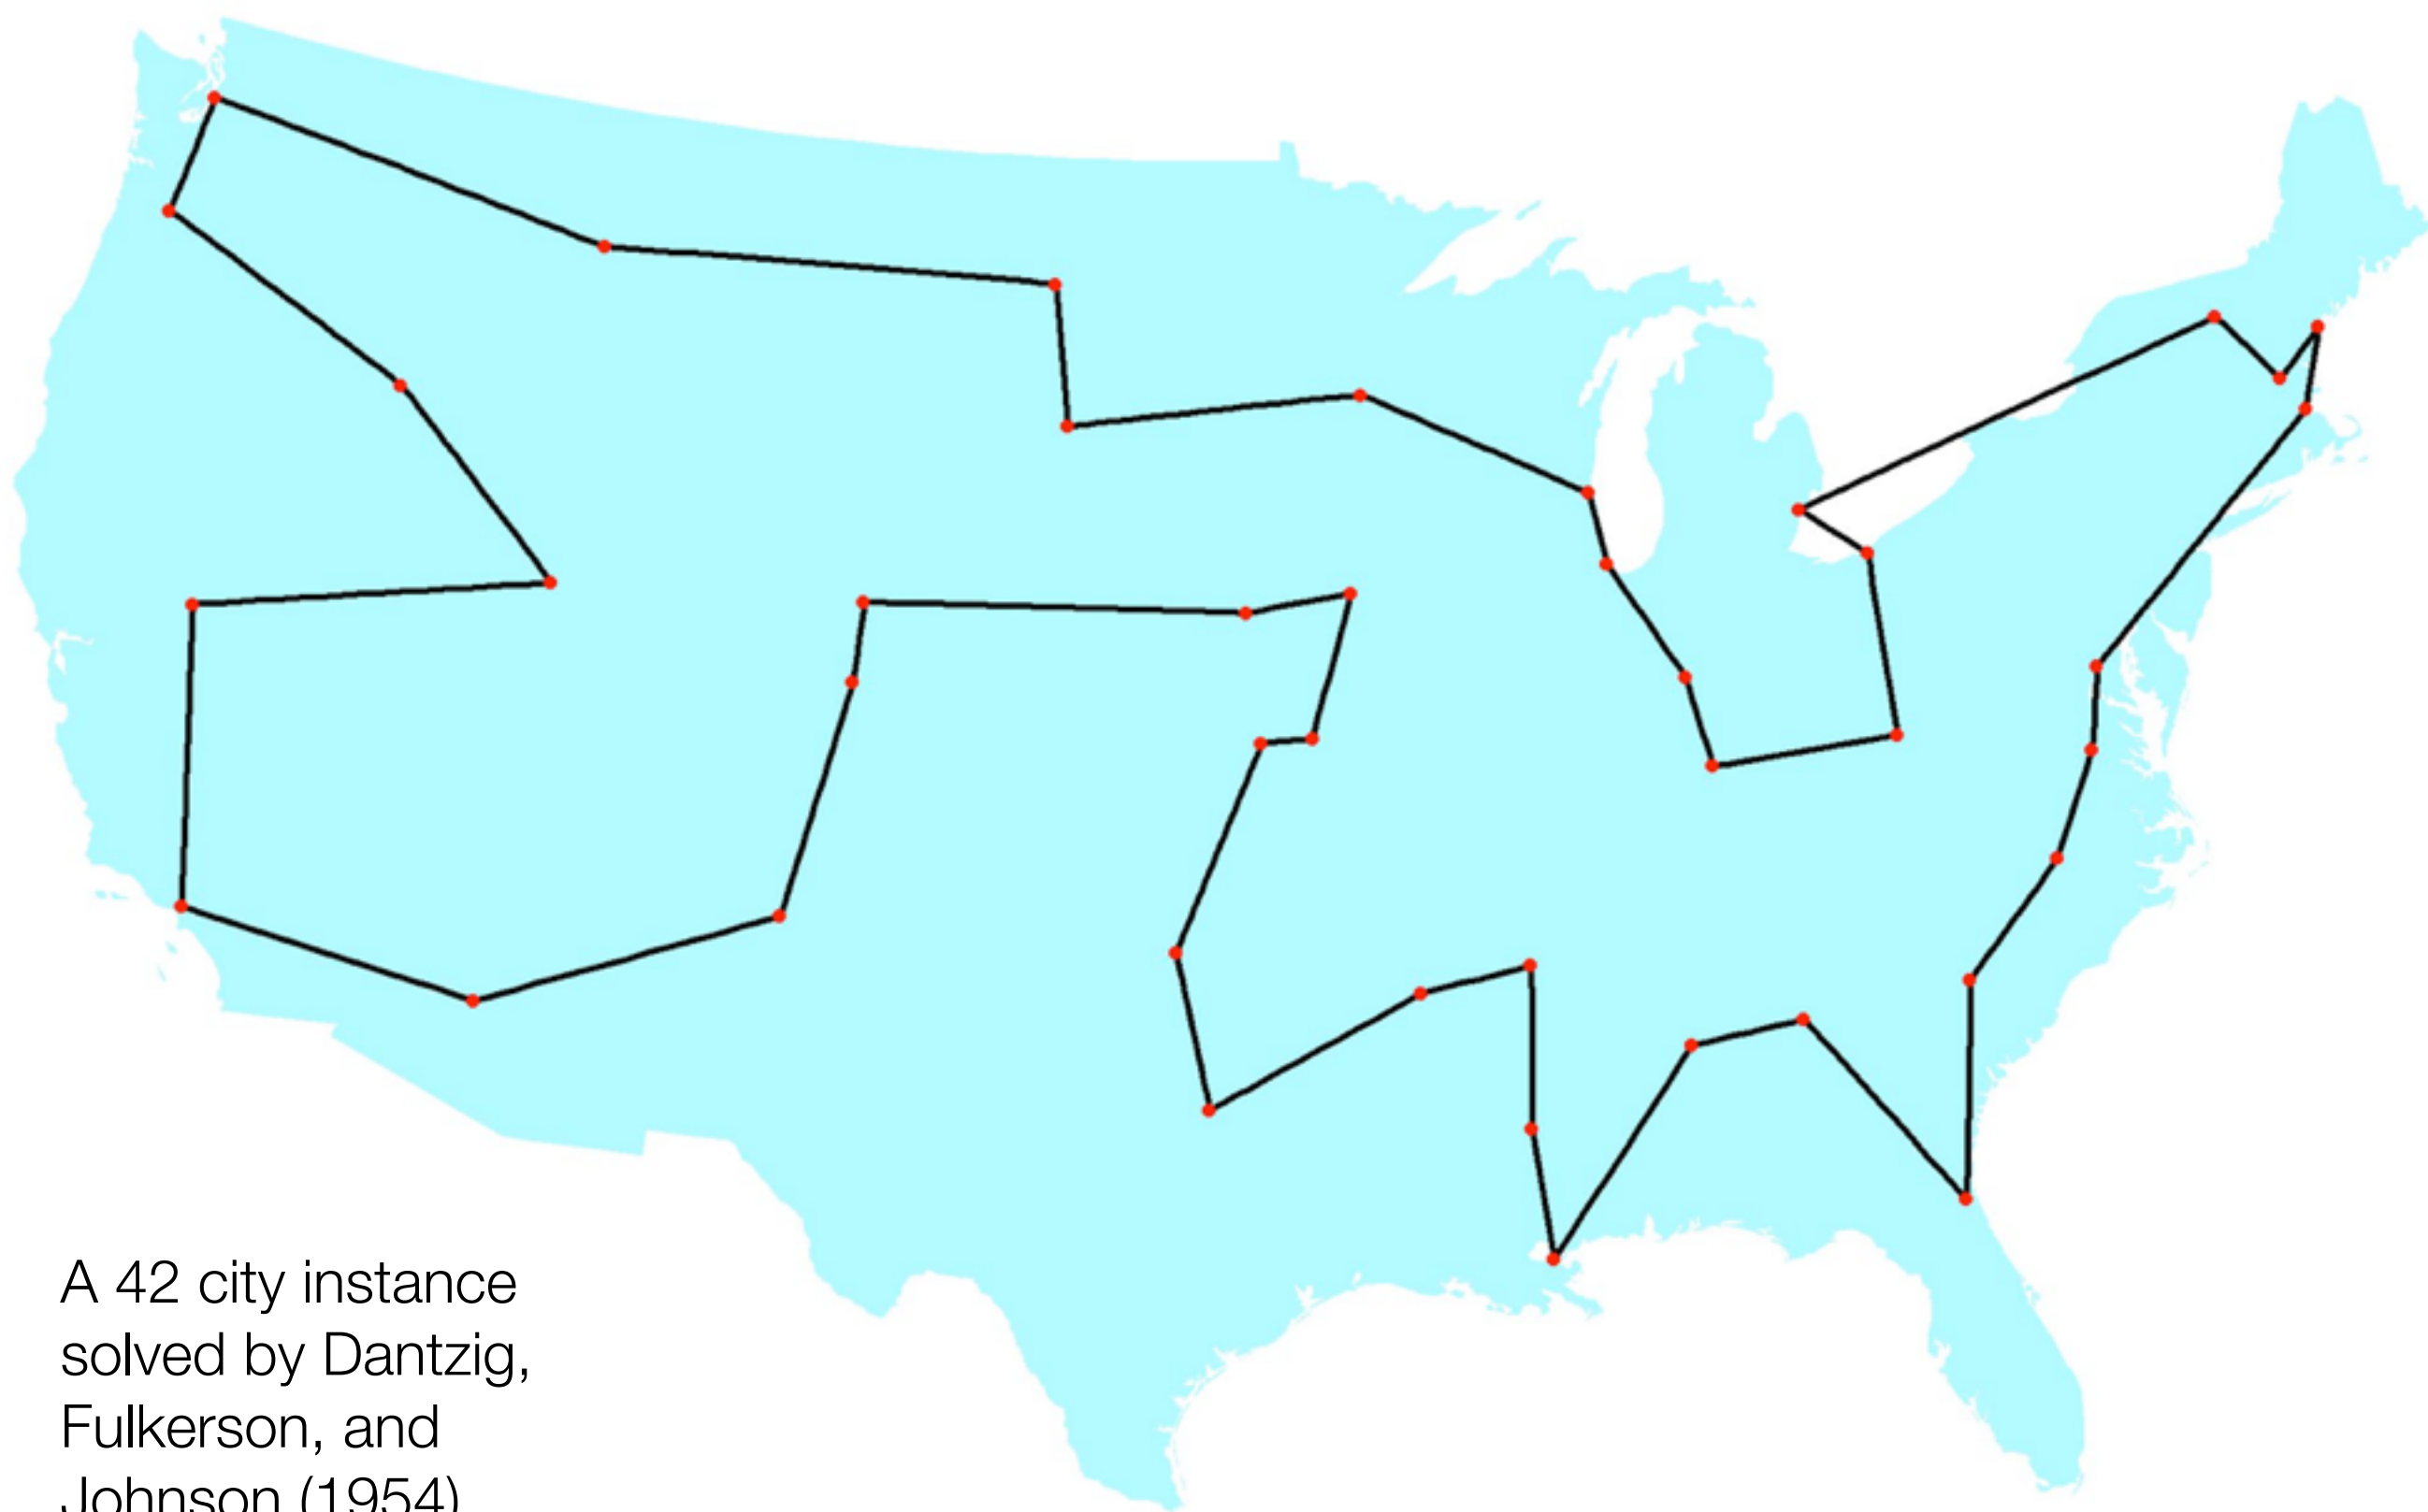 A 42 city instance
solved by Dantzig,
Fulkerson, and
Johnson (1954)